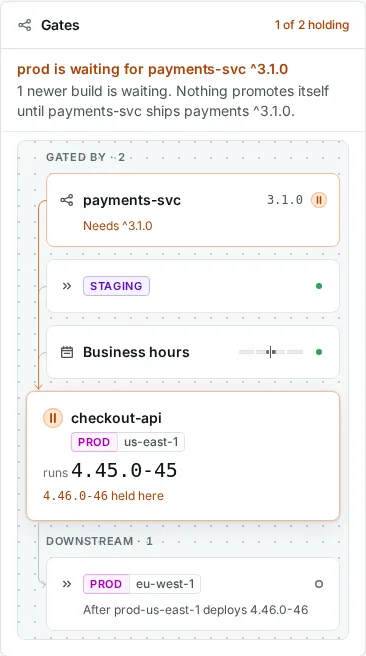 Gates
1 of 2 holding
prod is waiting for payments-svc ^3.1.0
1 newer build is waiting. Nothing promotes itself
until payments-svc ships payments ^3.1.0.
GATED BY · 2
payments-svc 3.1.0
Needs ^3.1.0
STAGING
Business hours
checkout-api
PROD us-east-1
runs 4.45.0-45
4.46.0-46 held here
DOWNSTREAM · 1
PROD eu-west-1
After prod-us-east-1 deploys 4.46.0-46